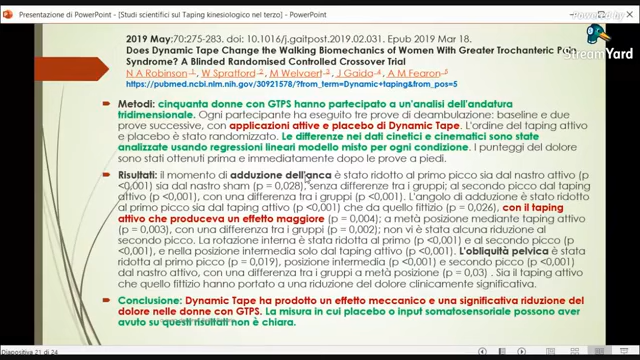 Presentazione di PowerPoint - [Studi scientifici sul Taping kinesiologico nel terzo] - PowerPoint
Powered by
StreamYard
2019 May;70:275-283. doi: 10.1016/j.gaitpost.2019.02.031. Epub 2019 Mar 18.
Does Dynamic Tape Change the Walking Biomechanics of Women With Greater Trochanteric Pain
Syndrome? A Blinded Randomised Controlled Crossover Trial
N A Robinson 1, W Spratford 2, M Welvaert 3, J Gaida 4, A M Fearon 5
https://pubmed.ncbi.nlm.nih.gov/30921578/?from_term=Dynamic+taping&from_pos=5
Metodi: cinquanta donne con GTPS hanno partecipato a un'analisi dell'andatura
tridimensionale. Ogni partecipante ha eseguito tre prove di deambulazione: baseline e
due prove successive, con applicazioni attive e placebo di Dynamic Tape. L'ordine del taping attivo
e placebo è stato randomizzato. Le differenze nei dati cinetici e cinematici sono state
analizzate usando regressioni lineari modello misto per ogni condizione. I punteggi del dolore
sono stati ottenuti prima e immediatamente dopo le prove a piedi.
Risultati: il momento di adduzione dell'anca è stato ridotto al primo picco sia dal nastro attivo (p
<0,001) sia dal nastro sham (p = 0,028), senza differenze tra i gruppi; al secondo picco dal taping
attivo (p <0,001), con una differenza tra i gruppi (p <0,001). L'angolo di adduzione è stato ridotto
al primo picco sia dal taping attivo (p <0,001) che da quello fittizio (p = 0,026), con il taping
attivo che produceva un effetto maggiore (p = 0,004); a metà posizione mediante taping attivo
(p = 0,003), con una differenza tra i gruppi (p = 0,002); non vi è stata alcuna riduzione al
secondo picco. La rotazione interna è stata ridotta al primo (p <0,001) e al secondo picco (p
<0,001), e nella posizione intermedia solo dal taping attivo (p <0,001). L'obliquità pelvica è stata
ridotta al primo picco (p = 0,019), posizione intermedia (p <0,001) e secondo picco (p <0,001)
dal nastro attivo, con una differenza tra i gruppi a metà posizione (p = 0,03) . Sia il taping attivo
che quello fittizio hanno portato a una riduzione del dolore clinicamente significativa.
Conclusione: Dynamic Tape ha prodotto un effetto meccanico e una significativa riduzione del
dolore nelle donne con GTPS. La misura in cui placebo o input somatosensoriale possono aver
avuto su questi risultati non è chiara.
Diapositiva 21 di 24